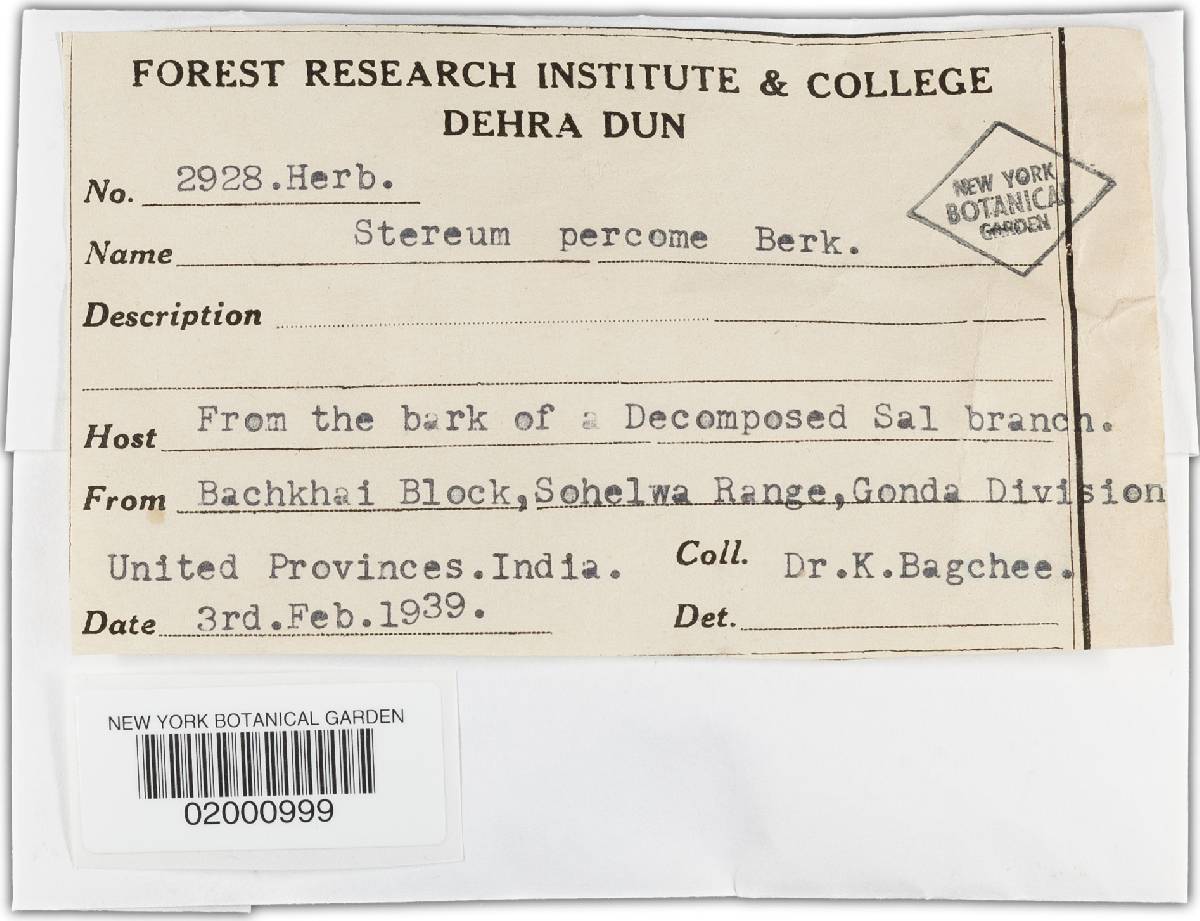 FOREST RESEARCH INSTITUTE & COLLEGE
DEHRA DUN
No. 2928.Herb.
NEW YORK
BOTANICAL
GARDEN
Name Stereum percome Berk.
Description
Host From the bark of a Decomposed Sal branch.
From Bachkhai Block,Sohelwa Range,Gonda Division
United Provinces.India. Coll. Dr.K.Bagchee.
Date 3rd.Feb.1939. Det.
NEW YORK BOTANICAL GARDEN
02000999